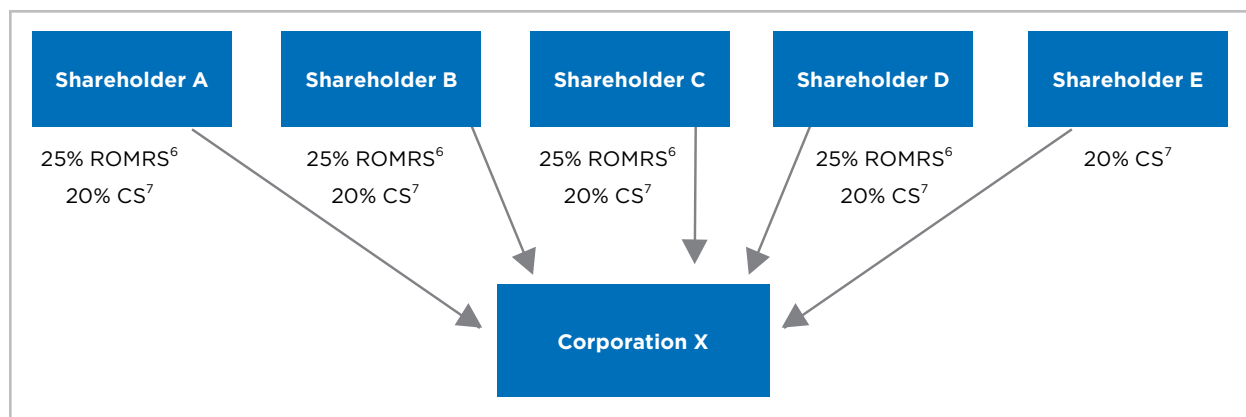 Shareholder A
Shareholder B
Shareholder C
Shareholder D
Shareholder E
25% ROMRS⁶
20% CS⁷
25% ROMRS⁶
20% CS⁷
25% ROMRS⁶
20% CS⁷
25% ROMRS⁶
20% CS⁷
20% CS⁷
Corporation X